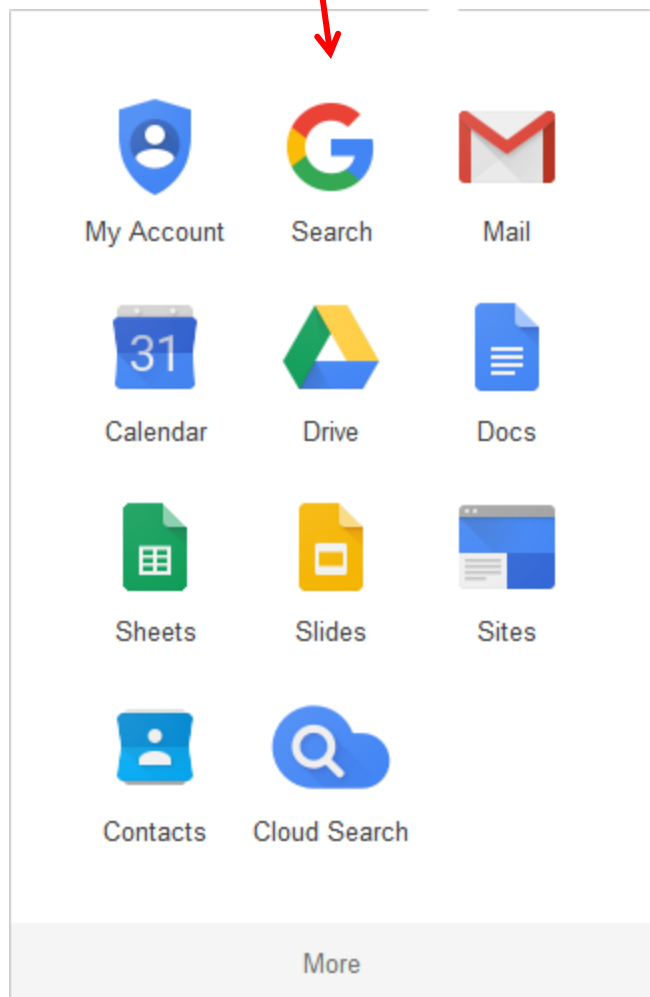 My Account Search Mail
31
Calendar Drive Docs
Sheets Slides Sites
Contacts Cloud Search
More